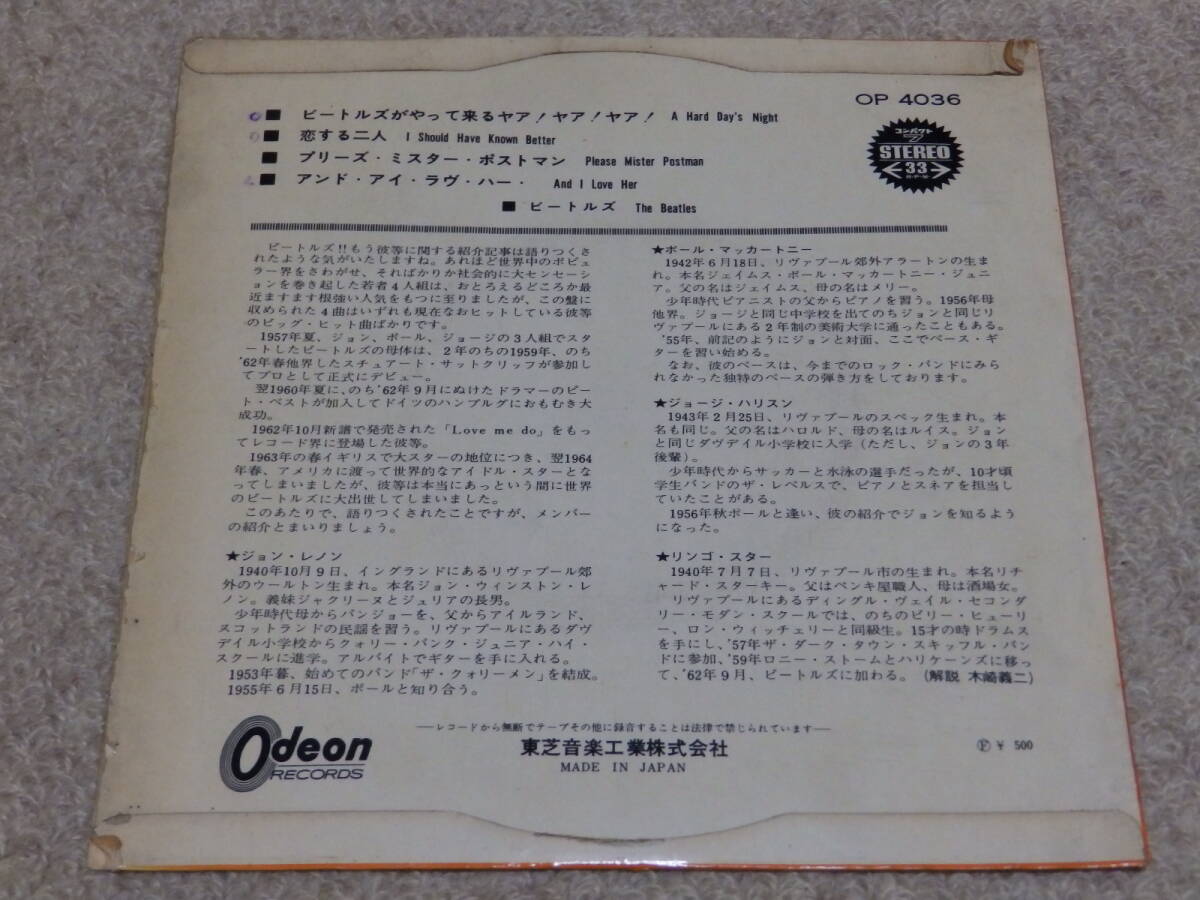 OP 4036
コンパクト
STEREO
33
R・P・M
■ ビートルズがやって来るヤア！ヤア！ヤア！ A Hard Day's Night
■ 恋する二人 I Should Have Known Better
■ プリーズ・ミスター・ポストマン Please Mister Postman
■ アンド・アイ・ラヴ・ハー・ And I Love Her
■ ビートルズ The Beatles
ビートルズ!!もう彼等に関する紹介記事は語りつくさ
れたような気がいたしますね。あれほど世界中のポピュ
ラー界をさわがせ、そればかりか社会的に大センセーシ
ョンを巻き起した若者4人組は、おとろえるどころか最
近ますます根強い人気をもつに至りましたが、この盤に
収められた4曲はいずれも現在なおヒットしている彼等
のビッグ・ヒット曲ばかりです。
1957年夏、ジョン、ポール、ジョージの3人組でスタ
ートしたビートルズの母体は、2年のちの1959年、のち
'62年春他界したスチュアート・サットクリッフが参加し
てプロとして正式にデビュー。
翌1960年夏に、のち'62年9月にぬけたドラマーのピー
ト・ベストが加入してドイツのハンブルグにおもむき大
成功。
1962年10月新譜で発売された「Love me do」をもっ
てレコード界に登場した彼等。
1963年の春イギリスで大スターの地位につき、翌1964
年春、アメリカに渡って世界的なアイドル・スターとな
ってしまいましたが、彼等は本当にあっという間に世界
のビートルズに大出世してしまいました。
このあたりで、語りつくされたことですが、メンバー
の紹介とまいりましょう。
★ジョン・レノン
1940年10月9日、イングランドにあるリヴァプール郊
外のウールトン生まれ。本名ジョン・ウィンストン・レ
ノン。義妹ジャクリーヌとジュリアの長男。
少年時代母からバンジョーを、父からアイルランド、
スコットランドの民謡を習う。リヴァプールにあるダヴ
デイル小学校からクォリー・バンク・ジュニア・ハイ・
スクールに進学。アルバイトでギターを手に入れる。
1953年暮、始めてのバンド「ザ・クォリーメン」を結成。
1955年6月15日、ポールと知り合う。
★ポール・マッカートニー
1942年6月18日、リヴァプール郊外アラートンの生ま
れ。本名ジェイムス・ポール・マッカートニー・ジュニ
ア。父の名はジェイムス、母の名はメリー。
少年時代ピアニストの父からピアノを習う。1956年母
他界。ジョージと同じ中学校を出てのちジョンと同じリ
ヴァプールにある2年制の美術大学に通ったこともある。
'55年、前記のようにジョンと対面、ここでベース・ギ
ターを習い始める。
なお、彼のベースは、今までのロック・バンドにみら
れなかった独特のベースの弾き方をしております。
★ジョージ・ハリスン
1943年2月25日、リヴァプールのスペック生まれ。本
名も同じ。父の名はハロルド、母の名はルイス。ジョン
と同じダヴデイル小学校に入学（ただし、ジョンの3年
後輩）。
少年時代からサッカーと水泳の選手だったが、10才頃
学生バンドのザ・レベルスで、ピアノとスネアを担当し
ていたことがある。
1956年秋ポールと逢い、彼の紹介でジョンを知るよう
になった。
★リンゴ・スター
1940年7月7日、リヴァプール市の生まれ。本名リチ
ャード・スターキー。父はペンキ屋職人、母は酒場女。
リヴァプールにあるディングル・ヴェイル・セコンダ
リー・モダン・スクールでは、のちのビリー・ヒューリ
ー、ロン・ウィッチェリーと同級生。15才の時ドラムス
を手にし、'57年ザ・ダーク・タウン・スキッフル・バン
ドに参加、'59年ロニー・ストームとハリケーンズに移っ
て、'62年9月、ビートルズに加わる。（解説 木崎義二）
Odeon
RECORDS
―レコードから無断でテープその他に録音することは法律で禁じられています―
東芝音楽工業株式会社
MADE IN JAPAN
Ⓟ ¥ 500